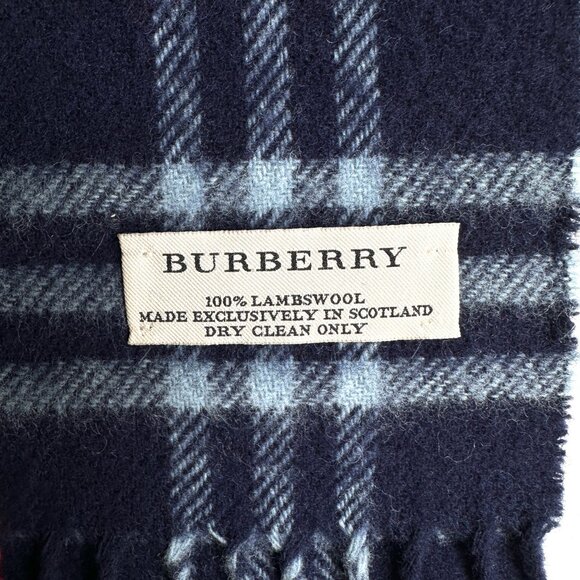 BURBERRY
100% LAMBSWOOL
MADE EXCLUSIVELY IN SCOTLAND
DRY CLEAN ONLY